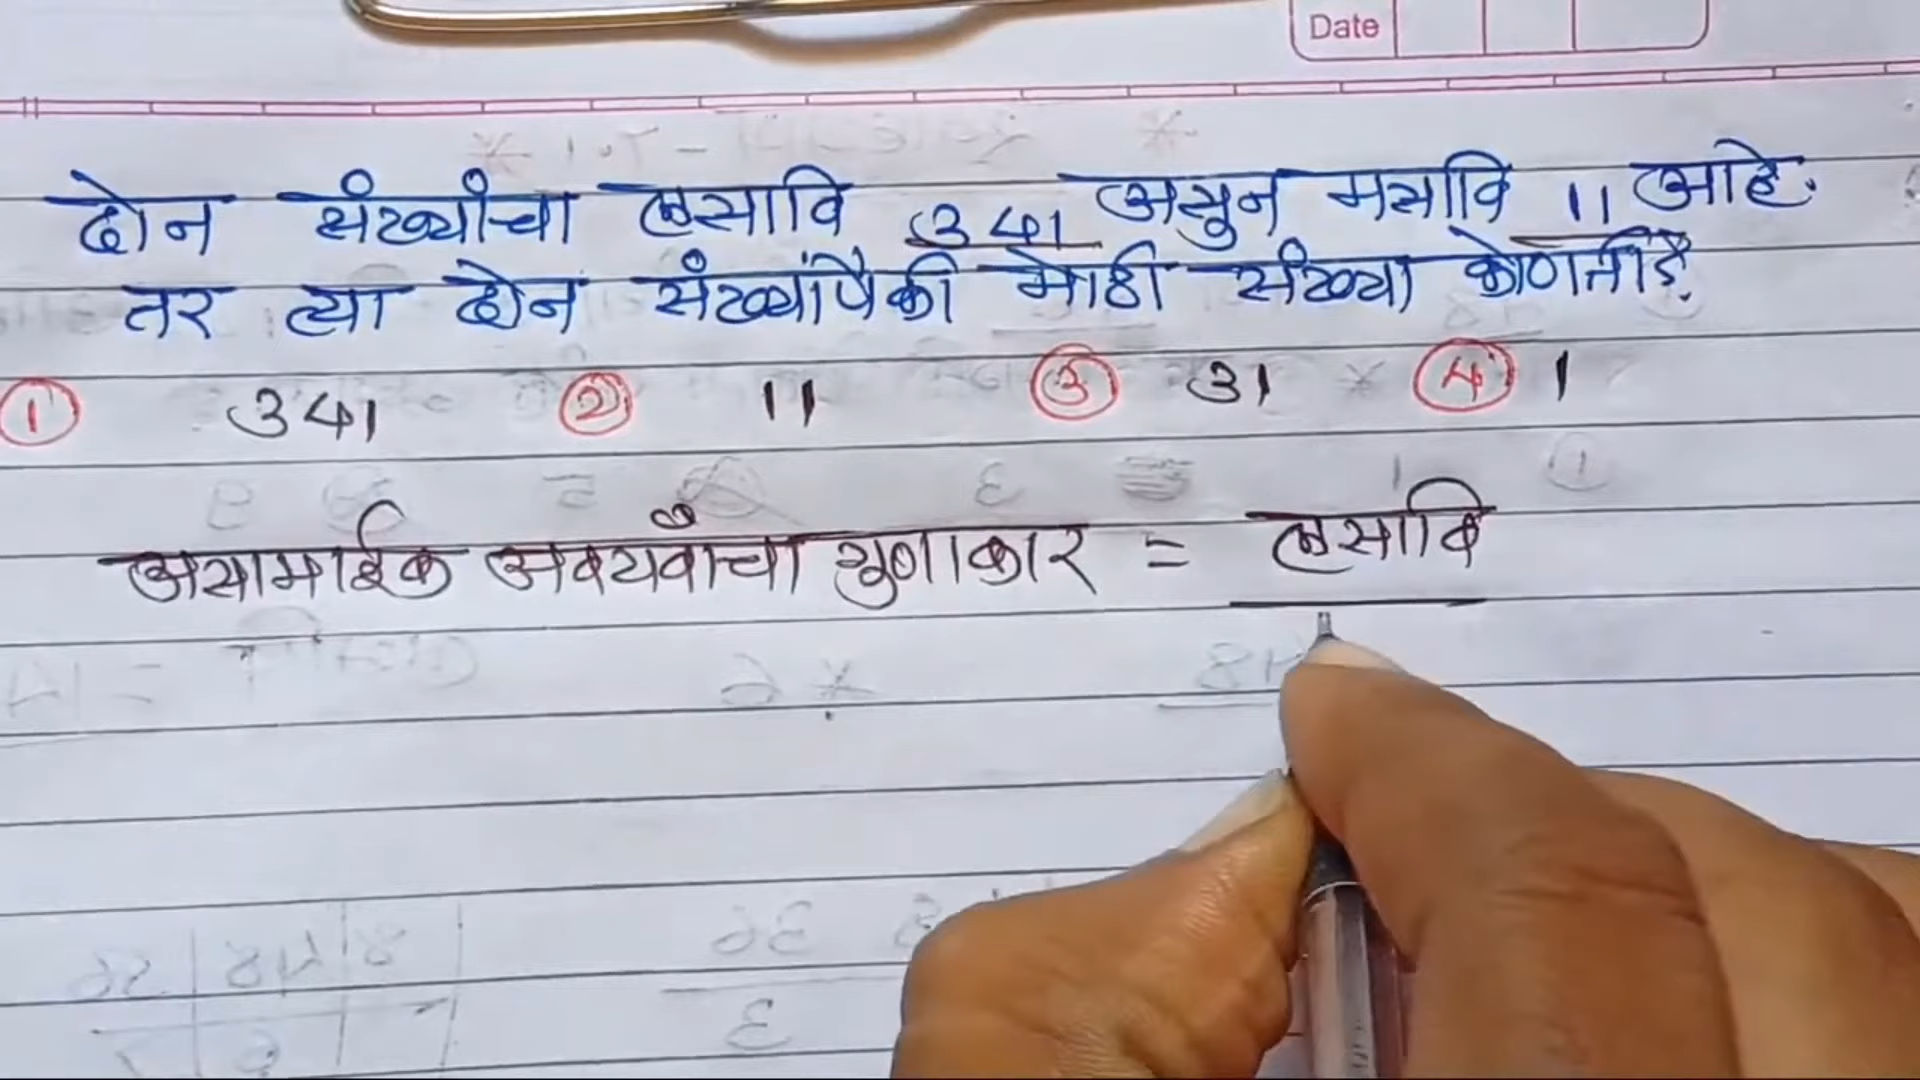 Date
दोन संख्यांचा लसावि 341 असुन मसावि 11 आहे.
तर त्या दोन संख्यांपैकी मोठी संख्या कोणती?
① 341 ② 11 ③ 31 ④ 1
असामाईक अवयवांचा गुणाकार = लसावि